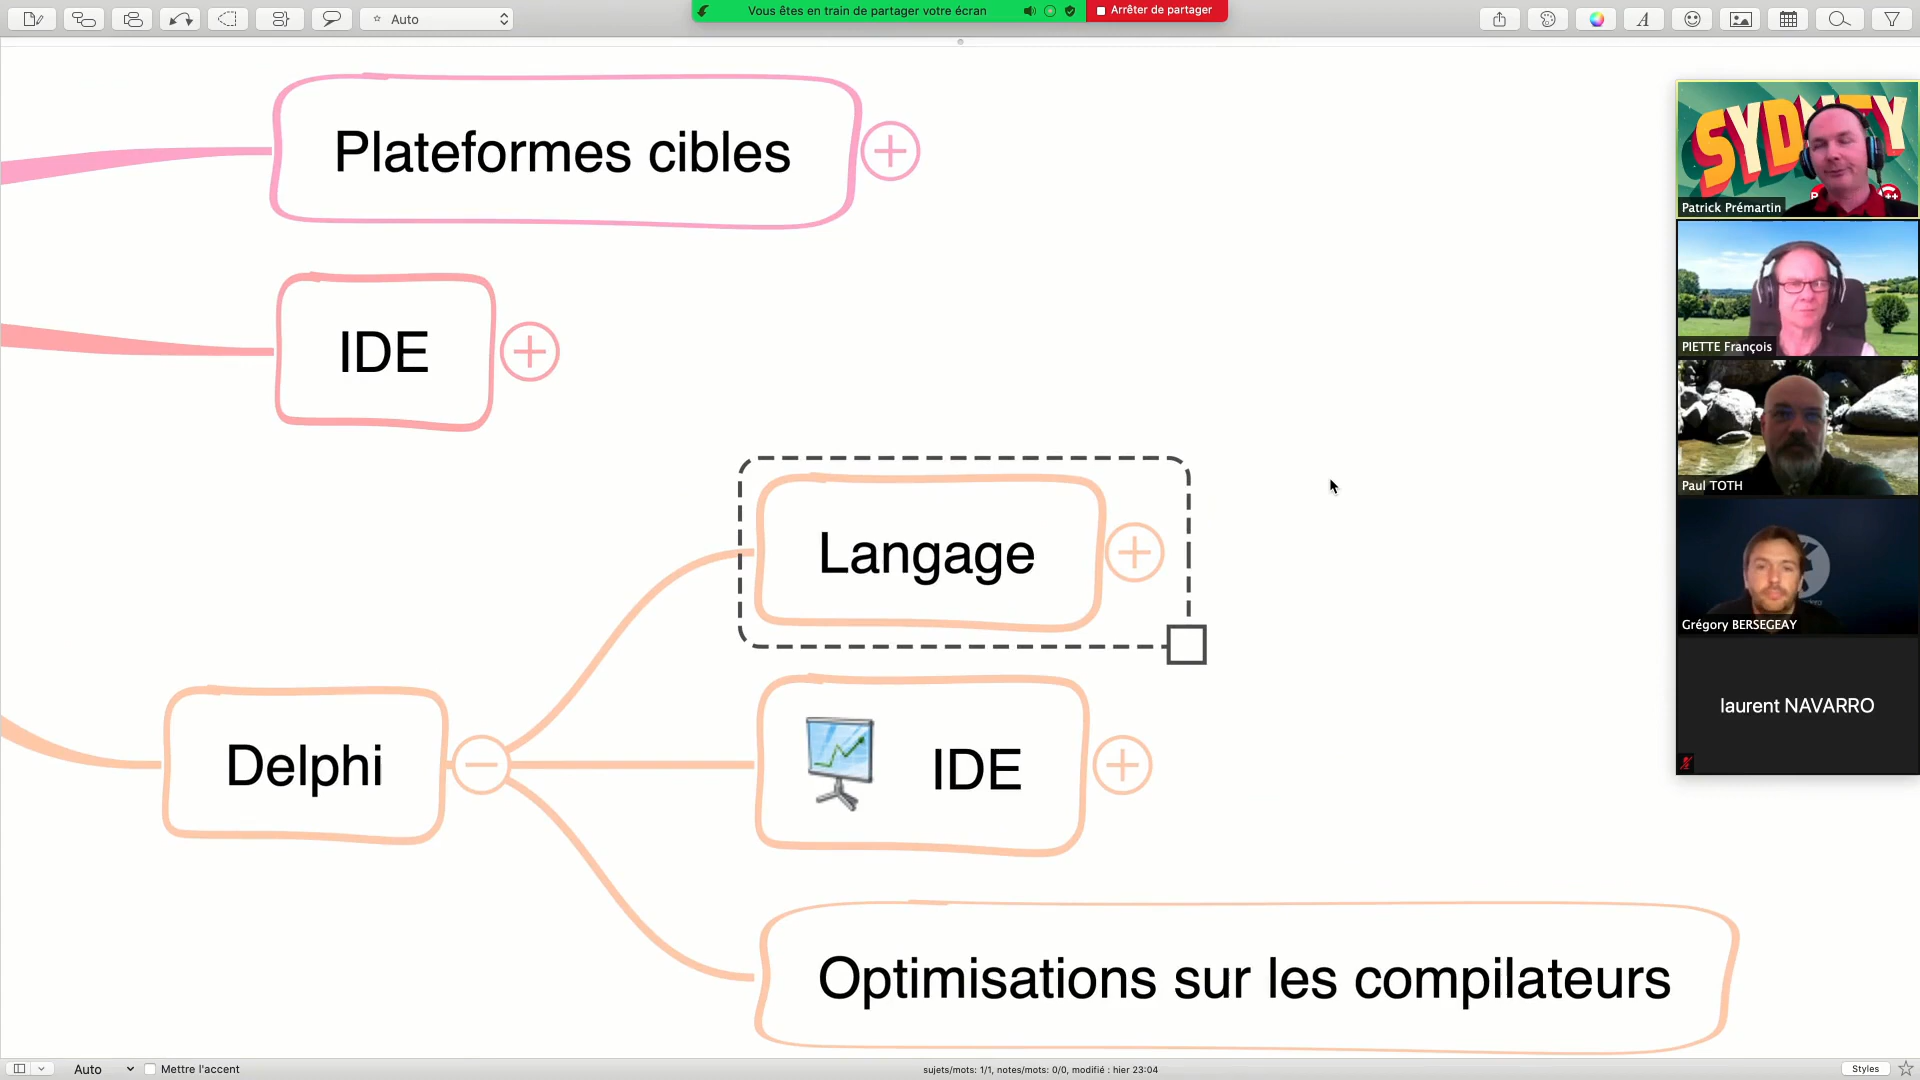 Auto
Vous êtes en train de partager votre écran
Arrêter de partager
Plateformes cibles
IDE
Langage
Delphi
IDE
Optimisations sur les compilateurs
SYDNEY
Patrick Prémartin
PIETTE François
Paul TOTH
Grégory BERSEGEAY
laurent NAVARRO
Auto
Mettre l'accent
sujets/mots: 1/1, notes/mots: 0/0, modifié : hier 23:04
Styles